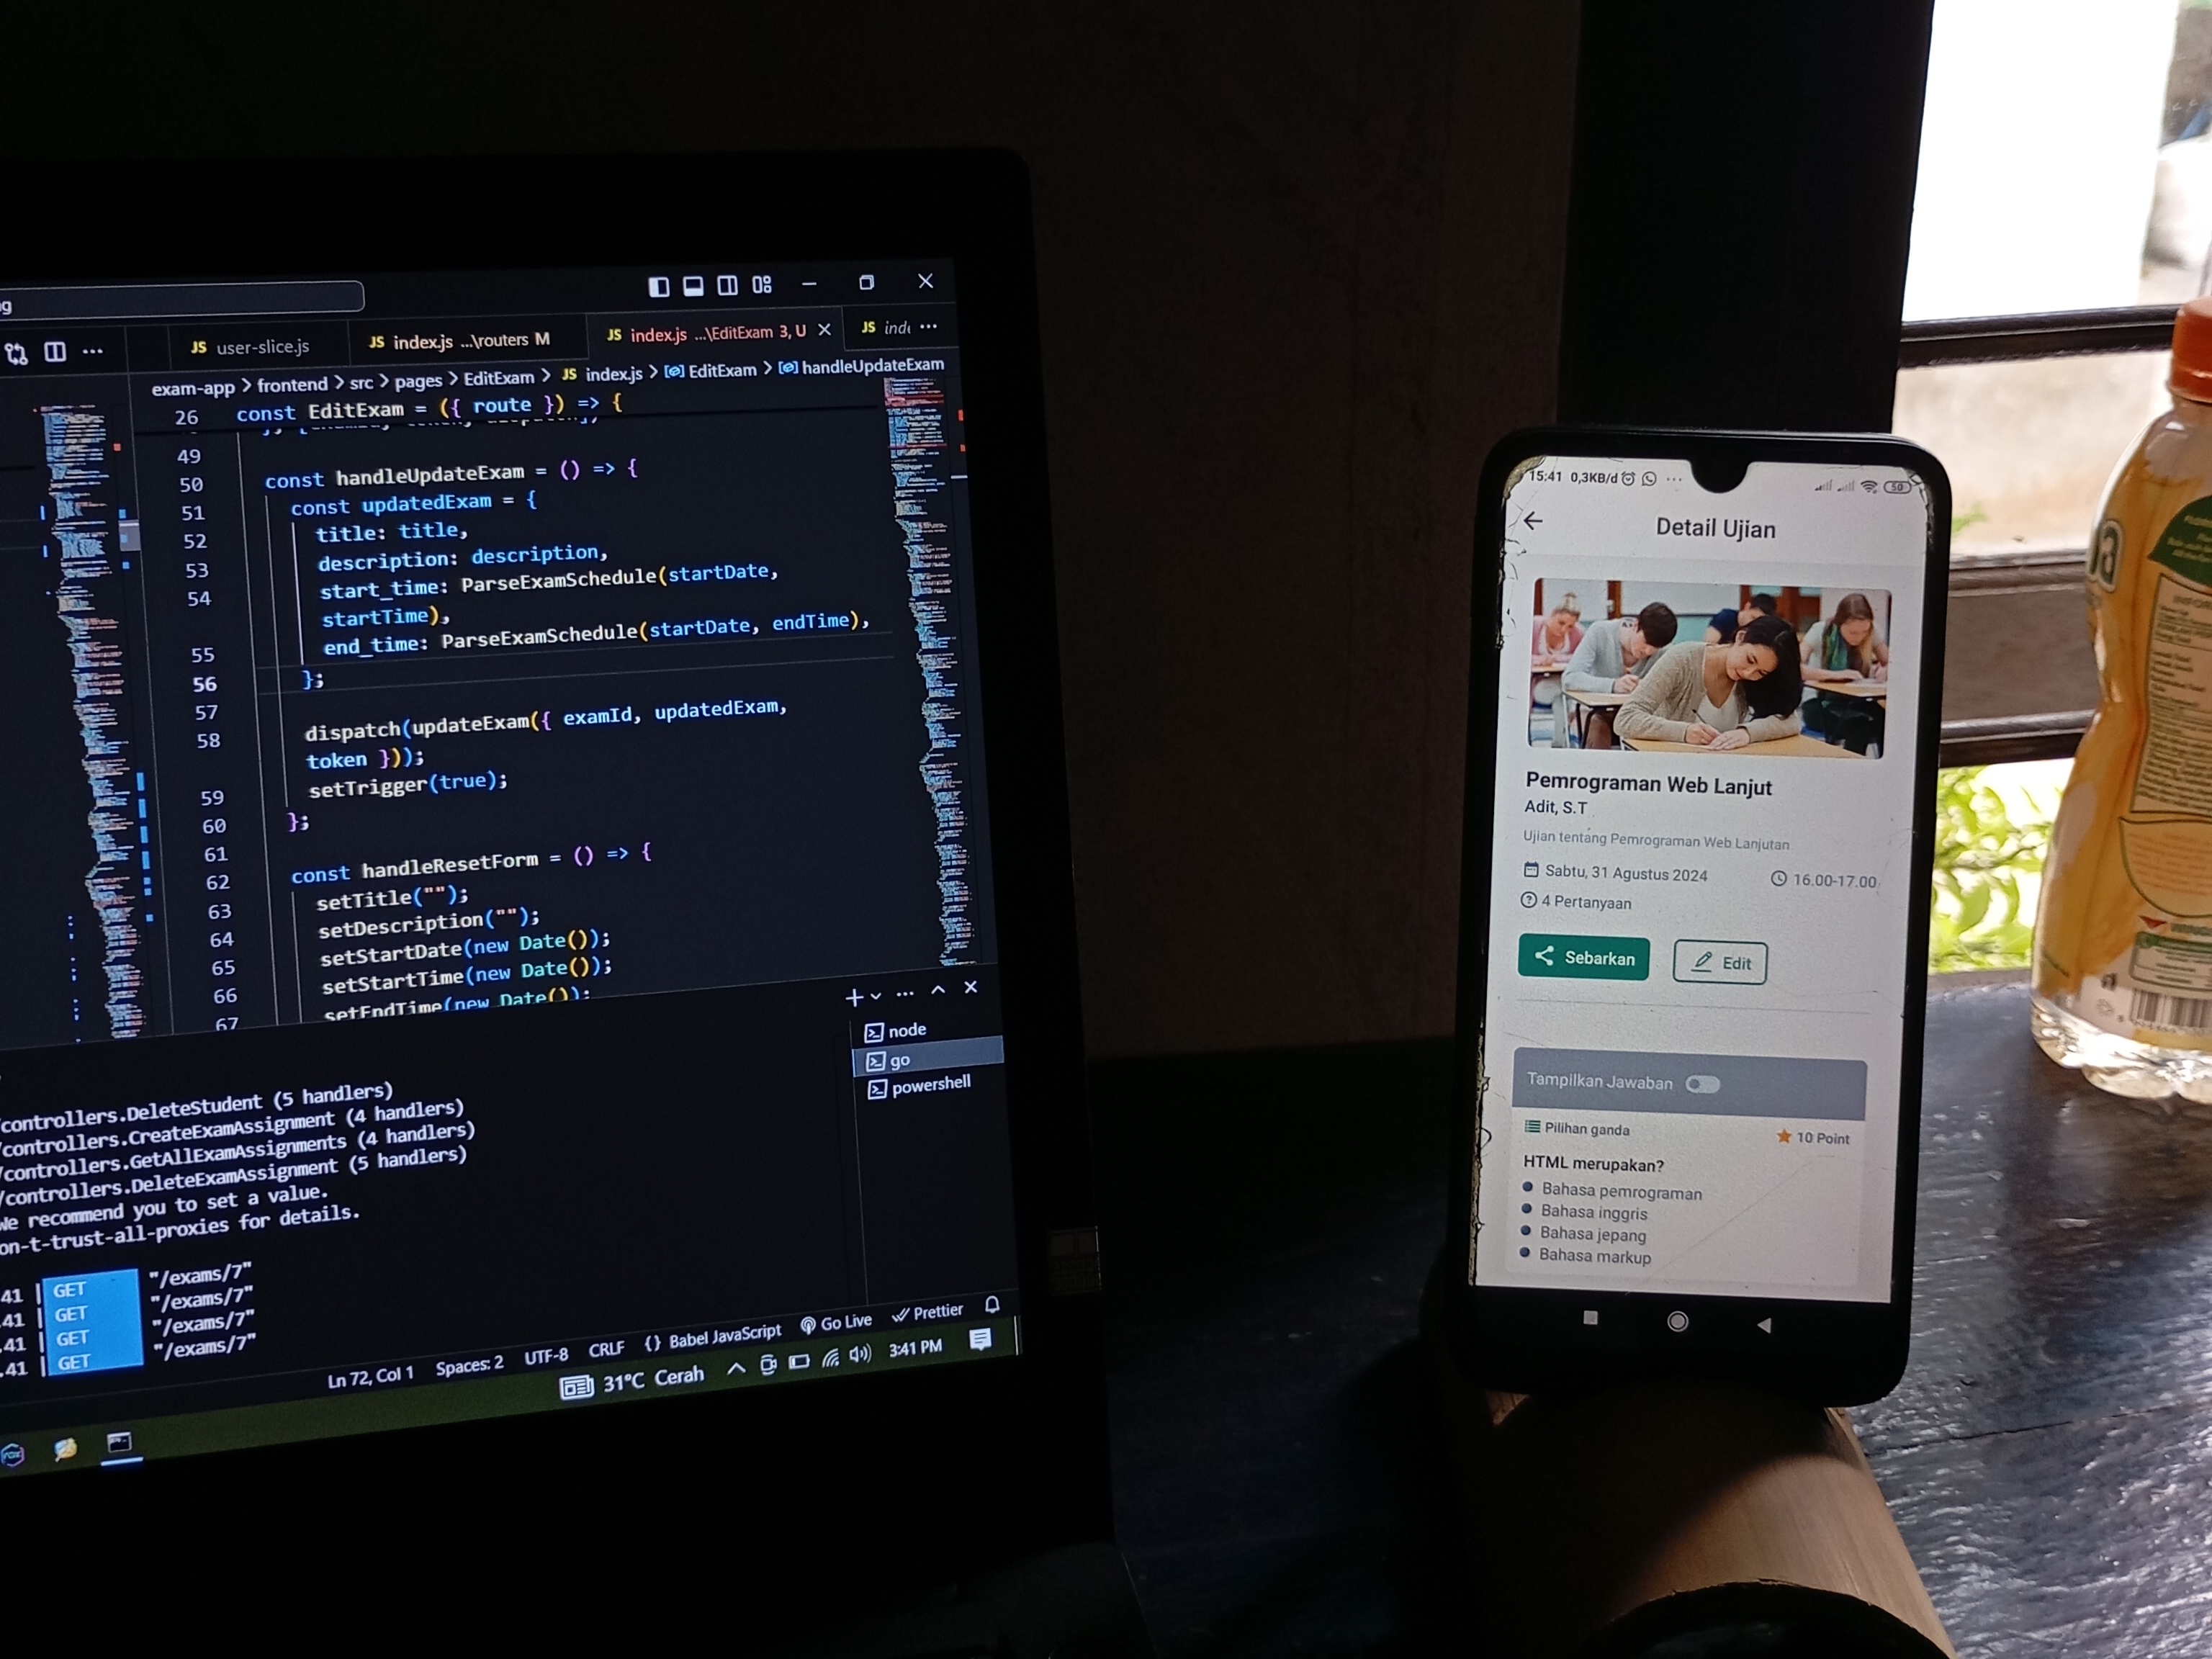 JS user-slice.js
JS index.js ...\routers M
JS index.js ...\EditExam 3, U
JS
exam-app > frontend > src > pages > EditExam > JS index.js > EditExam > handleUpdateExam
26 const EditExam = ({ route }) => {
49
50 const handleUpdateExam = () => {
51 const updatedExam = {
52 title: title,
53 description: description,
54 start_time: ParseExamSchedule(startDate,
startTime),
55 end_time: ParseExamSchedule(startDate, endTime),
56 };
57
58 dispatch(updateExam({ examId, updatedExam,
token }));
59 setTrigger(true);
60 };
61
62 const handleResetForm = () => {
63 setTitle("");
64 setDescription("");
65 setStartDate(new Date());
66 setStartTime(new Date());
67 setEndTime(new Date());
node
go
powershell
/controllers.DeleteStudent (5 handlers)
/controllers.CreateExamAssignment (4 handlers)
/controllers.GetAllExamAssignments (4 handlers)
/controllers.DeleteExamAssignment (5 handlers)
We recommend you to set a value.
on-t-trust-all-proxies for details.
41 | GET "/exams/7"
.41 | GET "/exams/7"
.41 | GET "/exams/7"
.41 | GET "/exams/7"
Ln 72, Col 1 Spaces: 2 UTF-8 CRLF {} Babel JavaScript Go Live Prettier
31°C Cerah 3:41 PM
15:41 0,3KB/d 50
Detail Ujian
Pemrograman Web Lanjut
Adit, S.T
Ujian tentang Pemrograman Web Lanjutan
Sabtu, 31 Agustus 2024 16.00-17.00
4 Pertanyaan
Sebarkan Edit
Tampilkan Jawaban
Pilihan ganda 10 Point
HTML merupakan?
Bahasa pemrograman
Bahasa inggris
Bahasa jepang
Bahasa markup